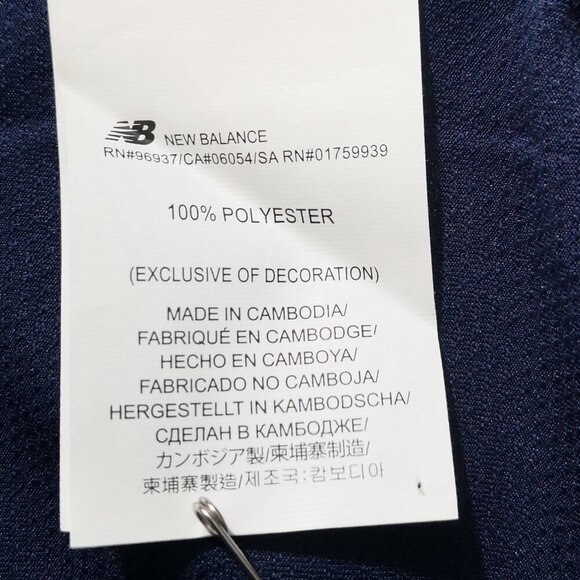 NB NEW BALANCE
RN#96937/CA#06054/SA RN#01759939
100% POLYESTER
(EXCLUSIVE OF DECORATION)
MADE IN CAMBODIA/
FABRIQUÉ EN CAMBODGE/
HECHO EN CAMBOYA/
FABRICADO NO CAMBOJA/
HERGESTELLT IN KAMBODSCHA/
СДЕЛАН В КАМБОДЖЕ/
カンボジア製/柬埔寨制造/
柬埔寨製造/제조국:캄보디아